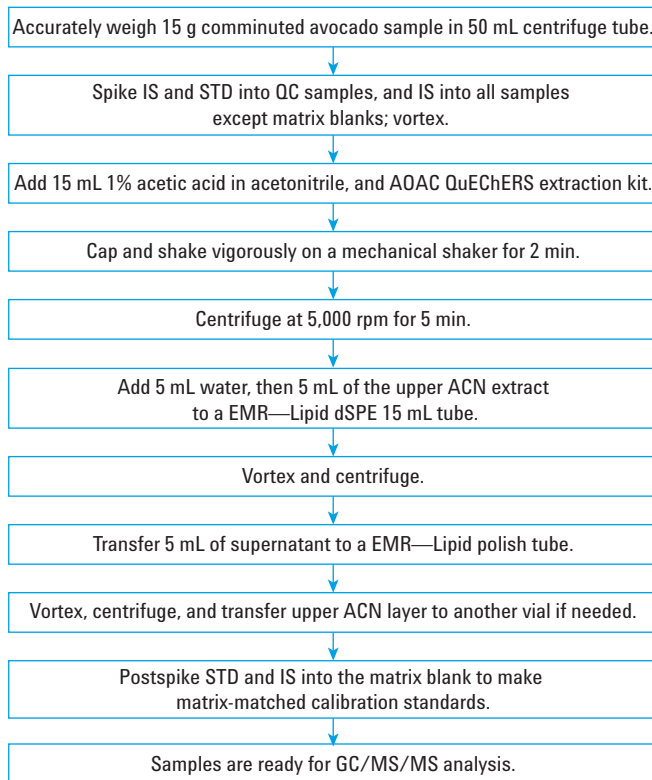 Accurately weigh 15 g comminuted avocado sample in 50 mL centrifuge tube.
Spike IS and STD into QC samples, and IS into all samples
except matrix blanks; vortex.
Add 15 mL 1% acetic acid in acetonitrile, and AOAC QuEChERS extraction kit.
Cap and shake vigorously on a mechanical shaker for 2 min.
Centrifuge at 5,000 rpm for 5 min.
Add 5 mL water, then 5 mL of the upper ACN extract
to a EMR—Lipid dSPE 15 mL tube.
Vortex and centrifuge.
Transfer 5 mL of supernatant to a EMR—Lipid polish tube.
Vortex, centrifuge, and transfer upper ACN layer to another vial if needed.
Postspike STD and IS into the matrix blank to make
matrix-matched calibration standards.
Samples are ready for GC/MS/MS analysis.